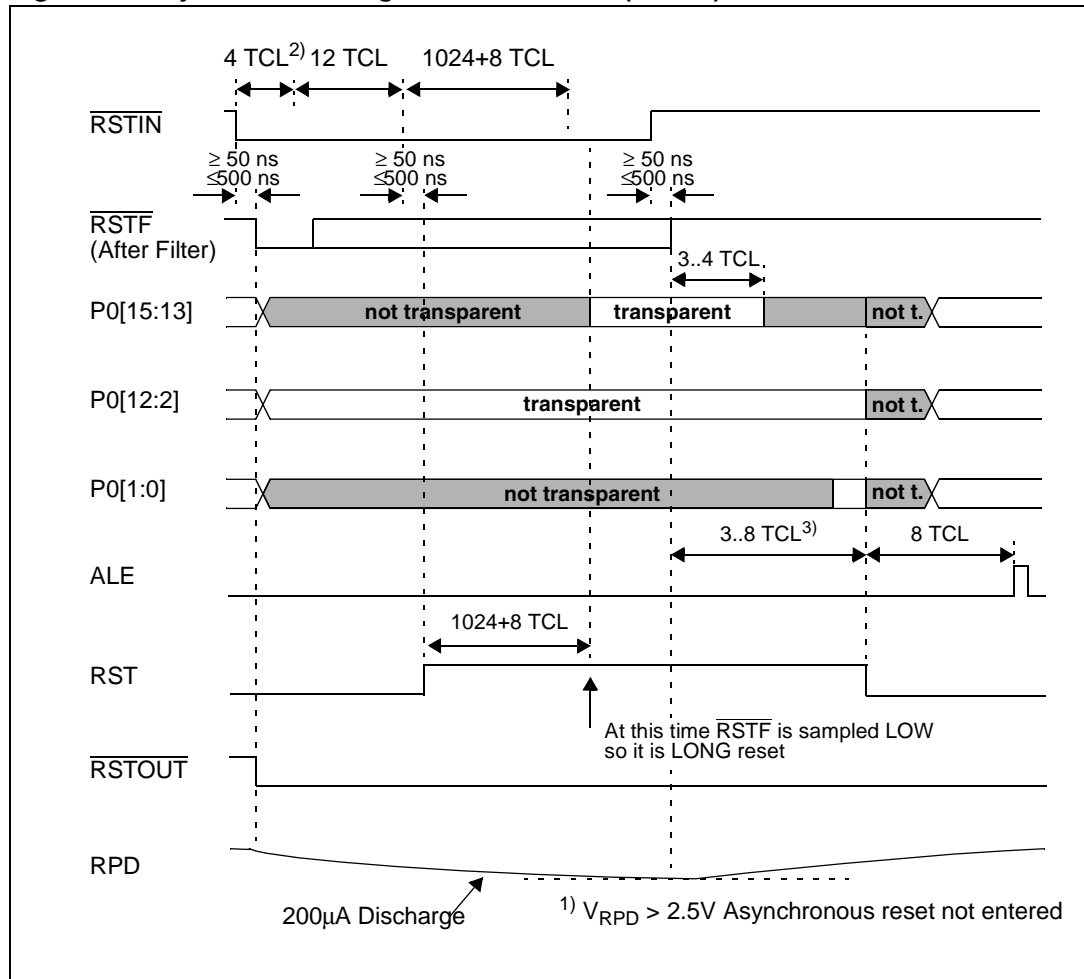 4 TCL2) 12 TCL 1024+8 TCL
RSTIN
≥ 50 ns ≥ 50 ns ≥ 50 ns
≤500 ns ≤500 ns ≤500 ns
RSTF
(After Filter)
3..4 TCL
P0[15:13] not transparent transparent not t.
P0[12:2] transparent not t.
P0[1:0] not transparent not t.
3..8 TCL3) 8 TCL
ALE
1024+8 TCL
RST
At this time RSTF is sampled LOW
so it is LONG reset
RSTOUT
RPD
200μA Discharge
1) VRPD > 2.5V Asynchronous reset not entered